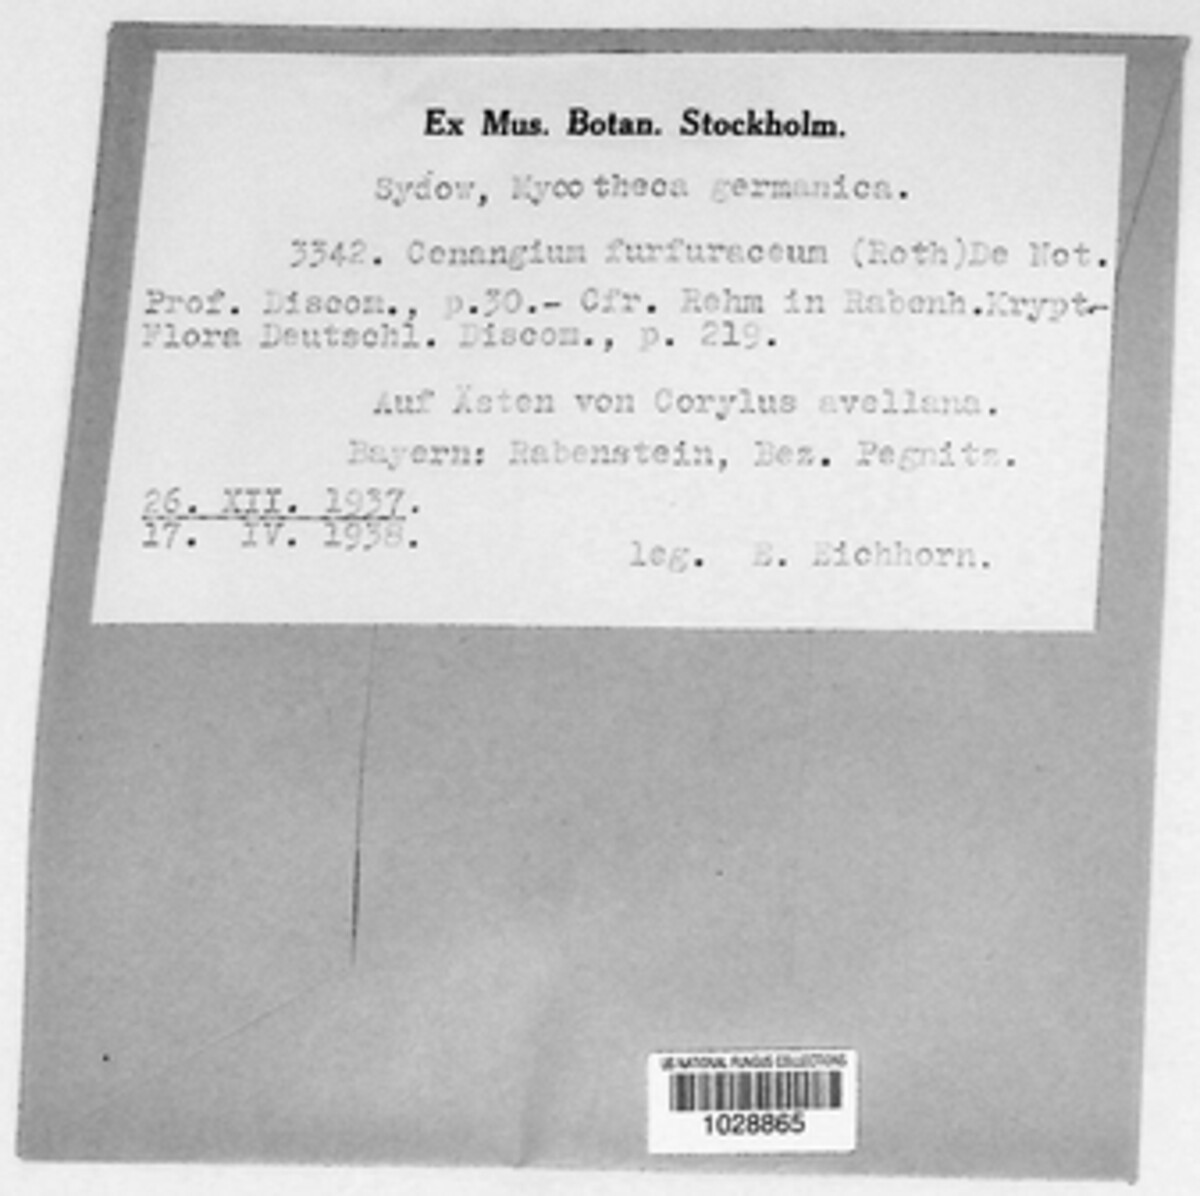 Ex Mus. Botan. Stockholm.
Sydow, Mycotheca germanica.
3342. Cenangium furfuraceum (Roth)De Not.
Prof. Discom., p.30.- Cfr. Rehm in Rabenh.Krypt-
Flora Deutschl. Discom., p. 219.
Auf Ästen von Corylus avellana.
Bayern: Rabenstein, Bez. Pegnitz.
26. XII. 1937.
17. IV. 1938.
leg. E. Eichhorn.
US NATIONAL FUNGUS COLLECTIONS
1028865